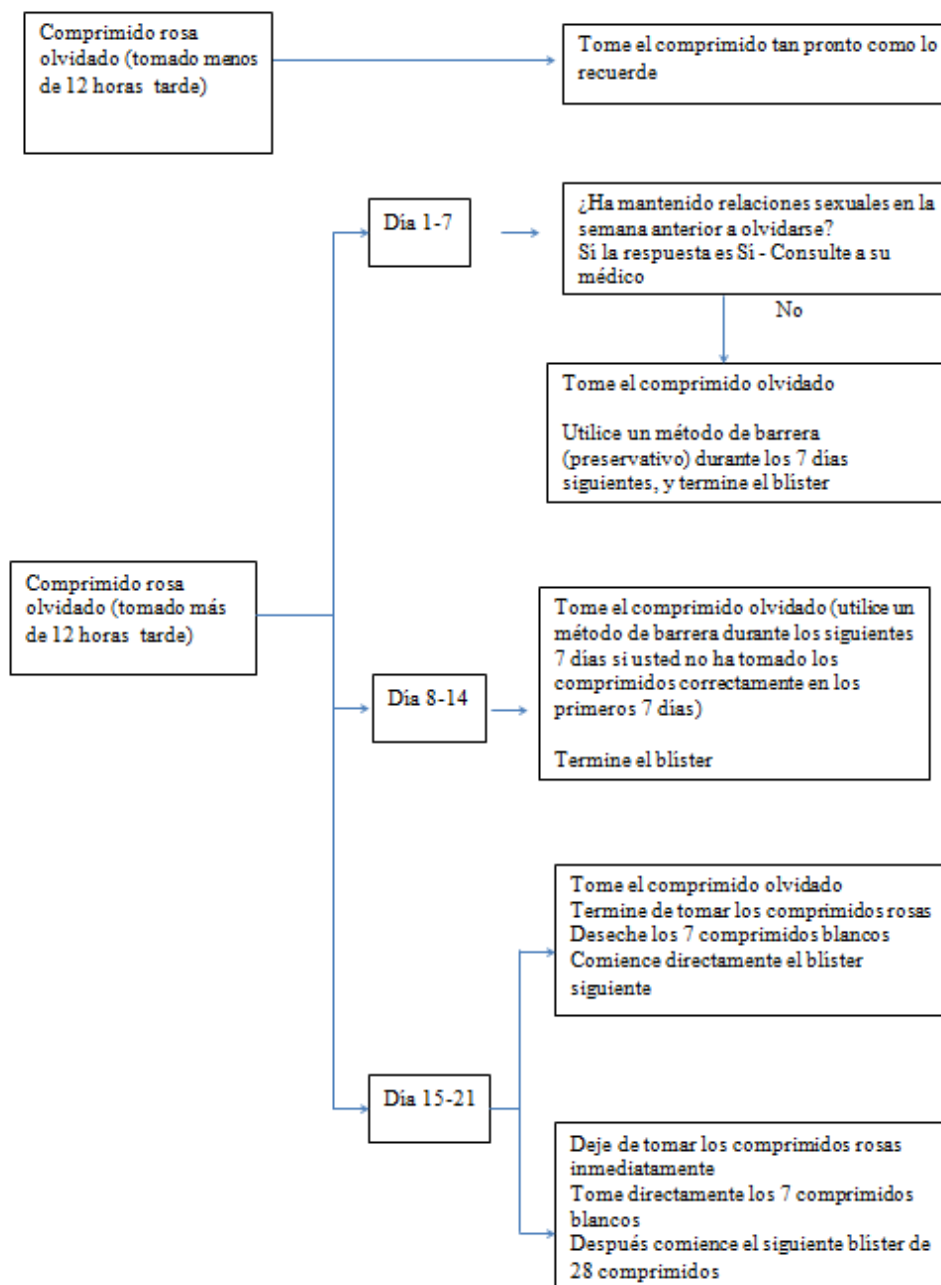 Comprimido rosa
olvidado (tomado menos
de 12 horas tarde)
Tome el comprimido tan pronto como lo
recuerde
Día 1-7
¿Ha mantenido relaciones sexuales en la
semana anterior a olvidarse?
Sí la respuesta es Sí - Consulte a su
médico
No
Tome el comprimido olvidado
Utilice un método de barrera
(preservativo) durante los 7 días
siguientes, y termine el blíster
Comprimido rosa
olvidado (tomado más
de 12 horas tarde)
Día 8-14
Tome el comprimido olvidado (utilice un
método de barrera durante los siguientes
7 días si usted no ha tomado los
comprimidos correctamente en los
primeros 7 días)
Termine el blíster
Día 15-21
Tome el comprimido olvidado
Termine de tomar los comprimidos rosas
Deseche los 7 comprimidos blancos
Comience directamente el blíster
siguiente
Deje de tomar los comprimidos rosas
inmediatamente
Tome directamente los 7 comprimidos
blancos
Después comience el siguiente blíster de
28 comprimidos